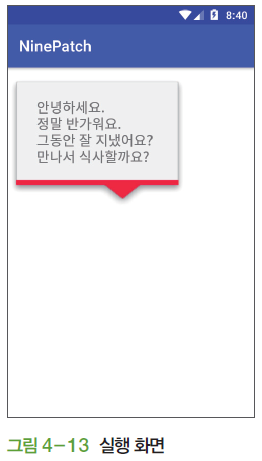 8:40
NinePatch
안녕하세요.
정말 반가워요.
그동안 잘 지냈어요?
만나서 식사할까요?
그림 4-13 실행 화면